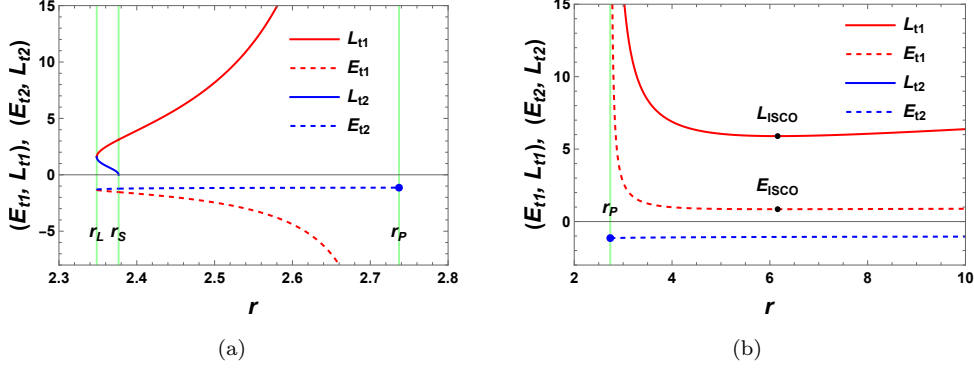 15
10
5
0
−5
2.3
2.4
2.5
2.6
2.7
2.8
(E_t1, L_t1), (E_t2, L_t2)
L_t1
E_t1
L_t2
E_t2
r_L
r_S
r_P
r
(a)
15
10
5
0
2
4
6
8
10
(E_t1, L_t1), (E_t2, L_t2)
L_t1
E_t1
L_t2
E_t2
L_ISCO
E_ISCO
r_P
r
(b)